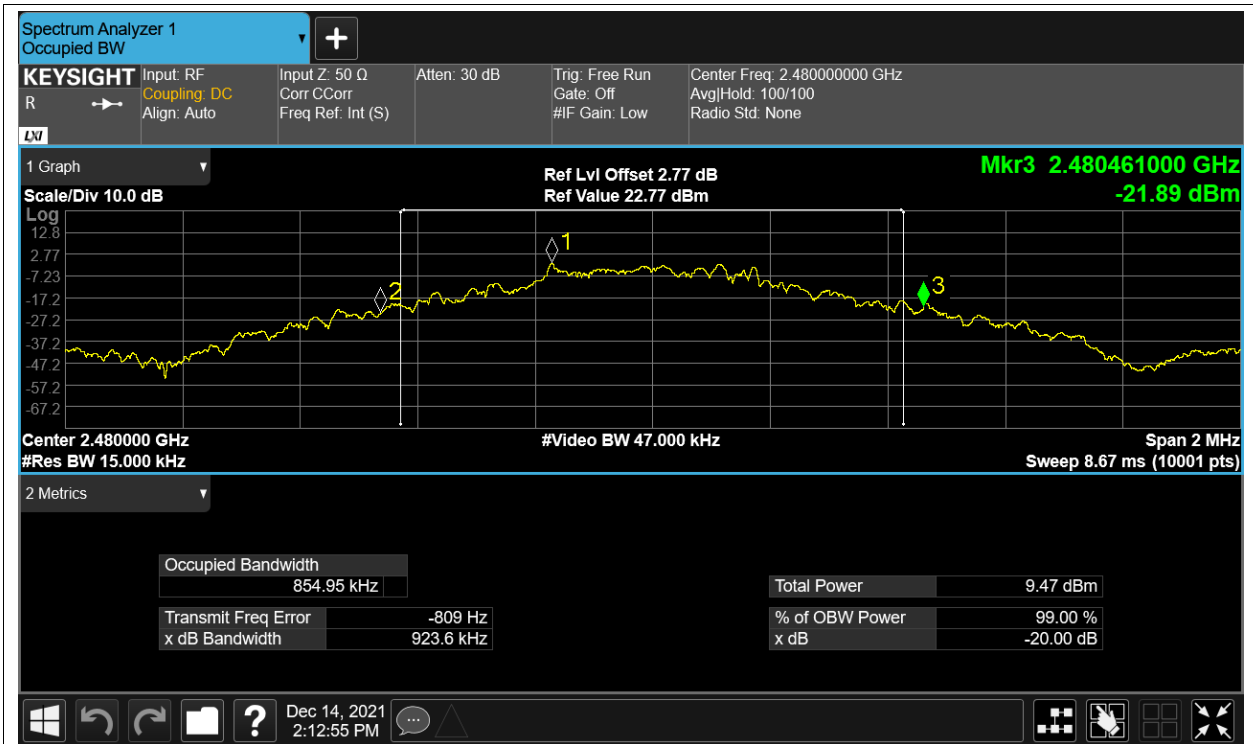 Spectrum Analyzer 1
Occupied BW
KEYSIGHT
R
LXI
Input: RF
Coupling: DC
Align: Auto
Input Z: 50 Ω
Corr CCorr
Freq Ref: Int (S)
Atten: 30 dB
Trig: Free Run
Gate: Off
#IF Gain: Low
Center Freq: 2.480000000 GHz
Avg|Hold: 100/100
Radio Std: None
1 Graph
Scale/Div 10.0 dB
Ref Lvl Offset 2.77 dB
Ref Value 22.77 dBm
Mkr3 2.480461000 GHz
-21.89 dBm
Log
12.8
2.77
-7.23
-17.2
-27.2
-37.2
-47.2
-57.2
-67.2
1
2
3
Center 2.480000 GHz
#Res BW 15.000 kHz
#Video BW 47.000 kHz
Span 2 MHz
Sweep 8.67 ms (10001 pts)
2 Metrics
Occupied Bandwidth
854.95 kHz
Total Power 9.47 dBm
Transmit Freq Error -809 Hz
% of OBW Power 99.00 %
x dB Bandwidth 923.6 kHz
x dB -20.00 dB
?
Dec 14, 2021
2:12:55 PM